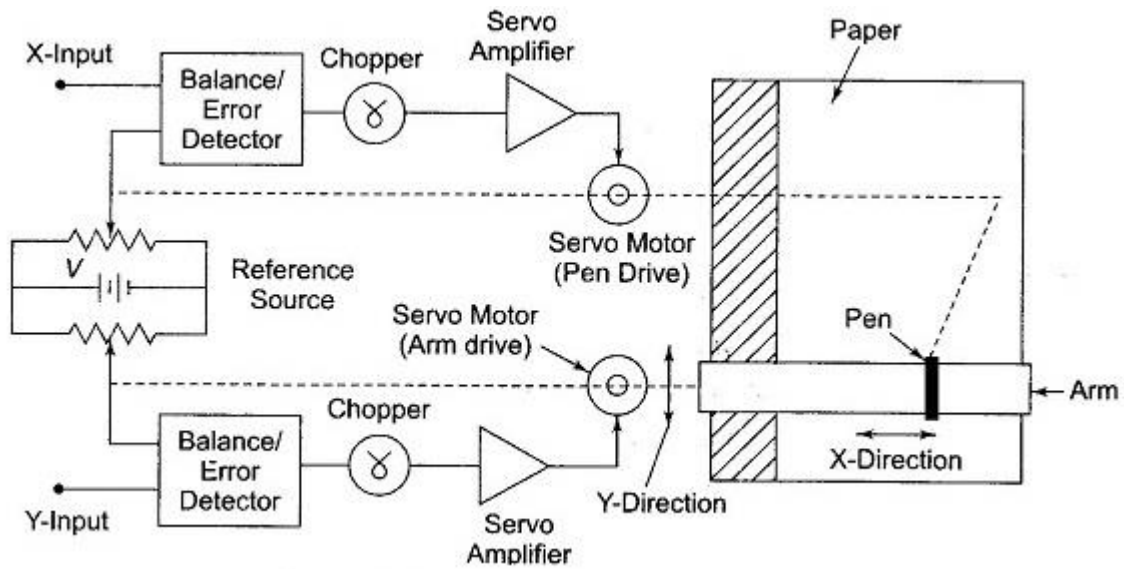 X-Input
Balance/
Error
Detector
Chopper
Servo
Amplifier
Paper
Servo Motor
(Pen Drive)
V
Reference
Source
Servo Motor
(Arm drive)
Pen
Arm
X-Direction
Y-Direction
Chopper
Balance/
Error
Detector
Y-Input
Servo
Amplifier